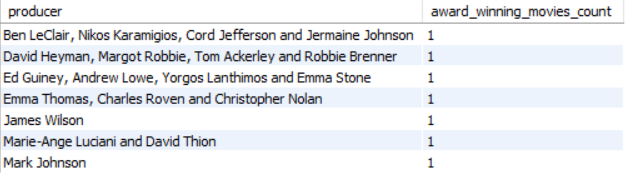 producer award_winning_movies_count
Ben LeClair, Nikos Karamigios, Cord Jefferson and Jermaine Johnson 1
David Heyman, Margot Robbie, Tom Ackerley and Robbie Brenner 1
Ed Guiney, Andrew Lowe, Yorgos Lanthimos and Emma Stone 1
Emma Thomas, Charles Roven and Christopher Nolan 1
James Wilson 1
Marie-Ange Luciani and David Thion 1
Mark Johnson 1